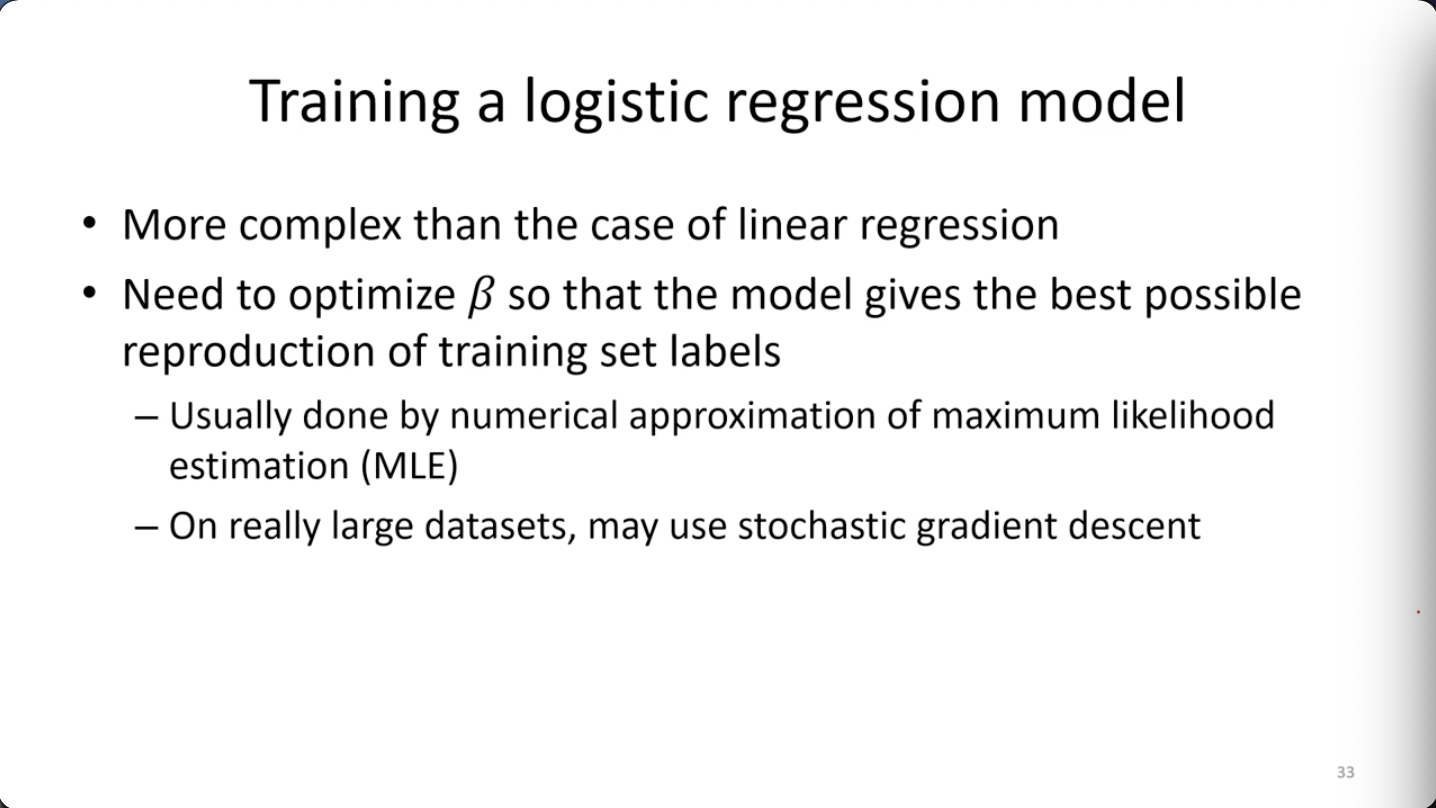 Training a logistic regression model
• More complex than the case of linear regression
• Need to optimize β so that the model gives the best possible
reproduction of training set labels
– Usually done by numerical approximation of maximum likelihood
estimation (MLE)
– On really large datasets, may use stochastic gradient descent
33